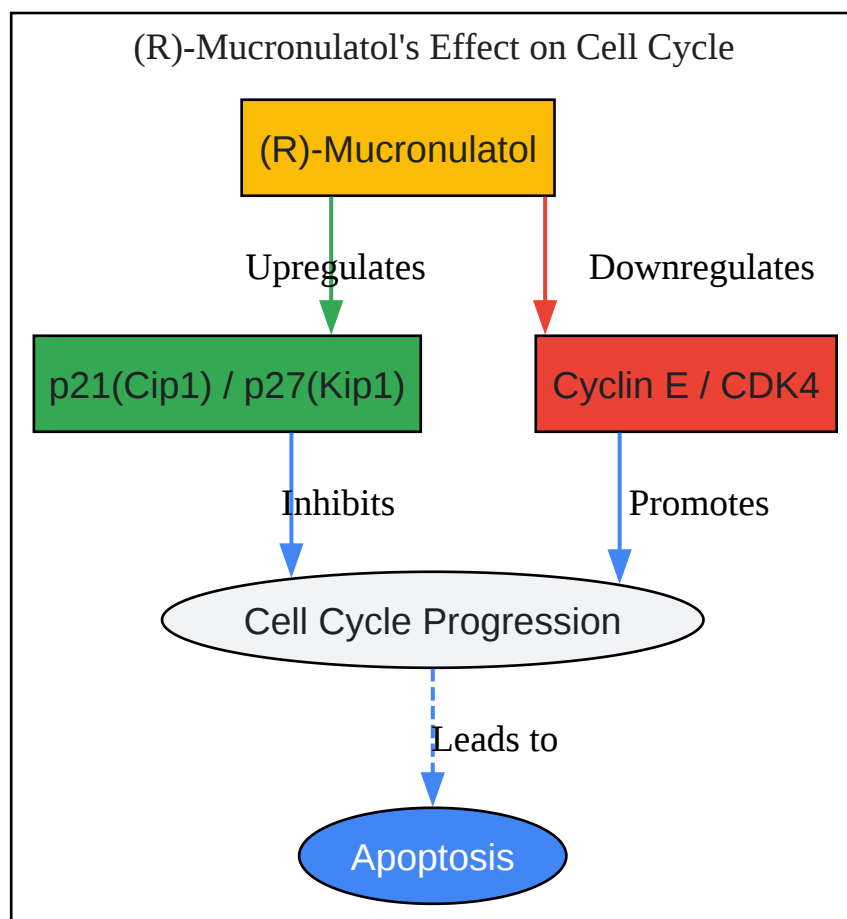 (R)-Mucronulatol's Effect on Cell Cycle
(R)-Mucronulatol
Upregulates
Downregulates
p21(Cip1) / p27(Kip1)
Cyclin E / CDK4
Inhibits
Promotes
Cell Cycle Progression
Leads to
Apoptosis